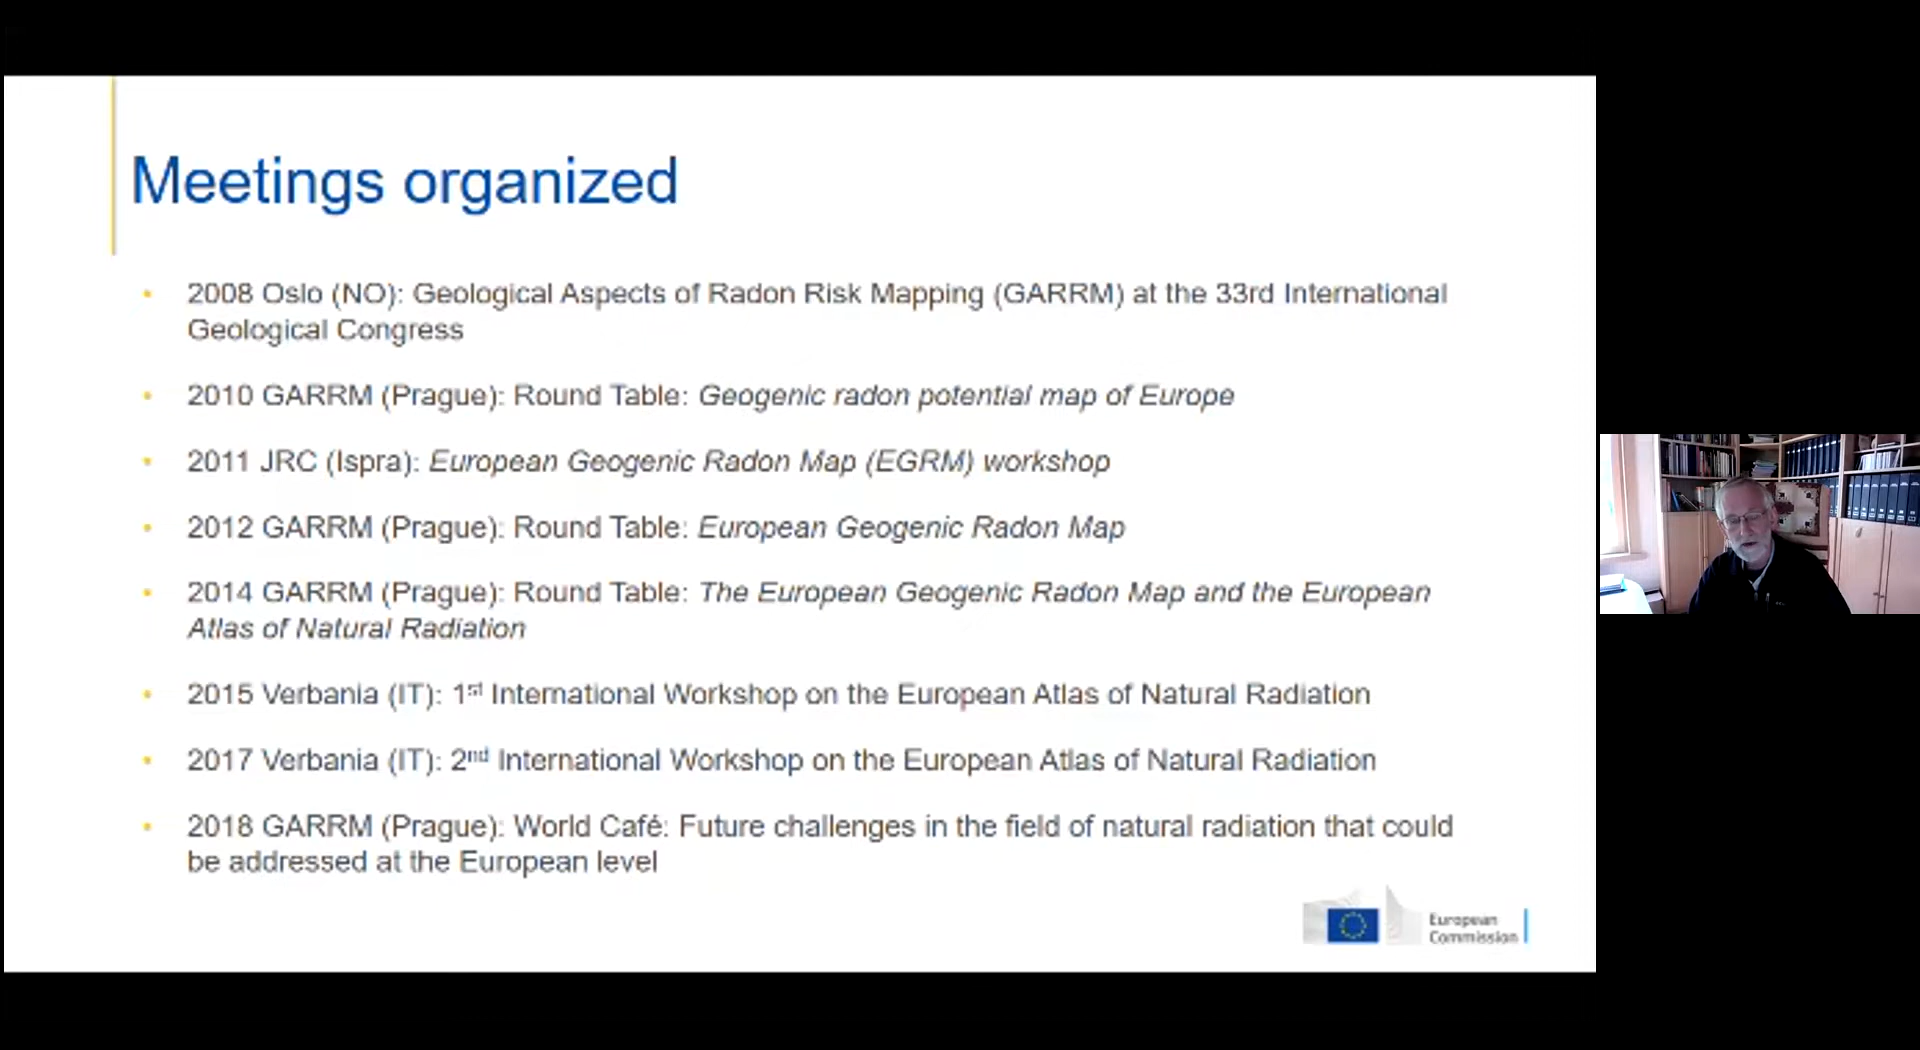 Meetings organized
2008 Oslo (NO): Geological Aspects of Radon Risk Mapping (GARRM) at the 33rd International
Geological Congress
2010 GARRM (Prague): Round Table: Geogenic radon potential map of Europe
2011 JRC (Ispra): European Geogenic Radon Map (EGRM) workshop
2012 GARRM (Prague): Round Table: European Geogenic Radon Map
2014 GARRM (Prague): Round Table: The European Geogenic Radon Map and the European
Atlas of Natural Radiation
2015 Verbania (IT): 1st International Workshop on the European Atlas of Natural Radiation
2017 Verbania (IT): 2nd International Workshop on the European Atlas of Natural Radiation
2018 GARRM (Prague): World Café: Future challenges in the field of natural radiation that could
be addressed at the European level
European
Commission